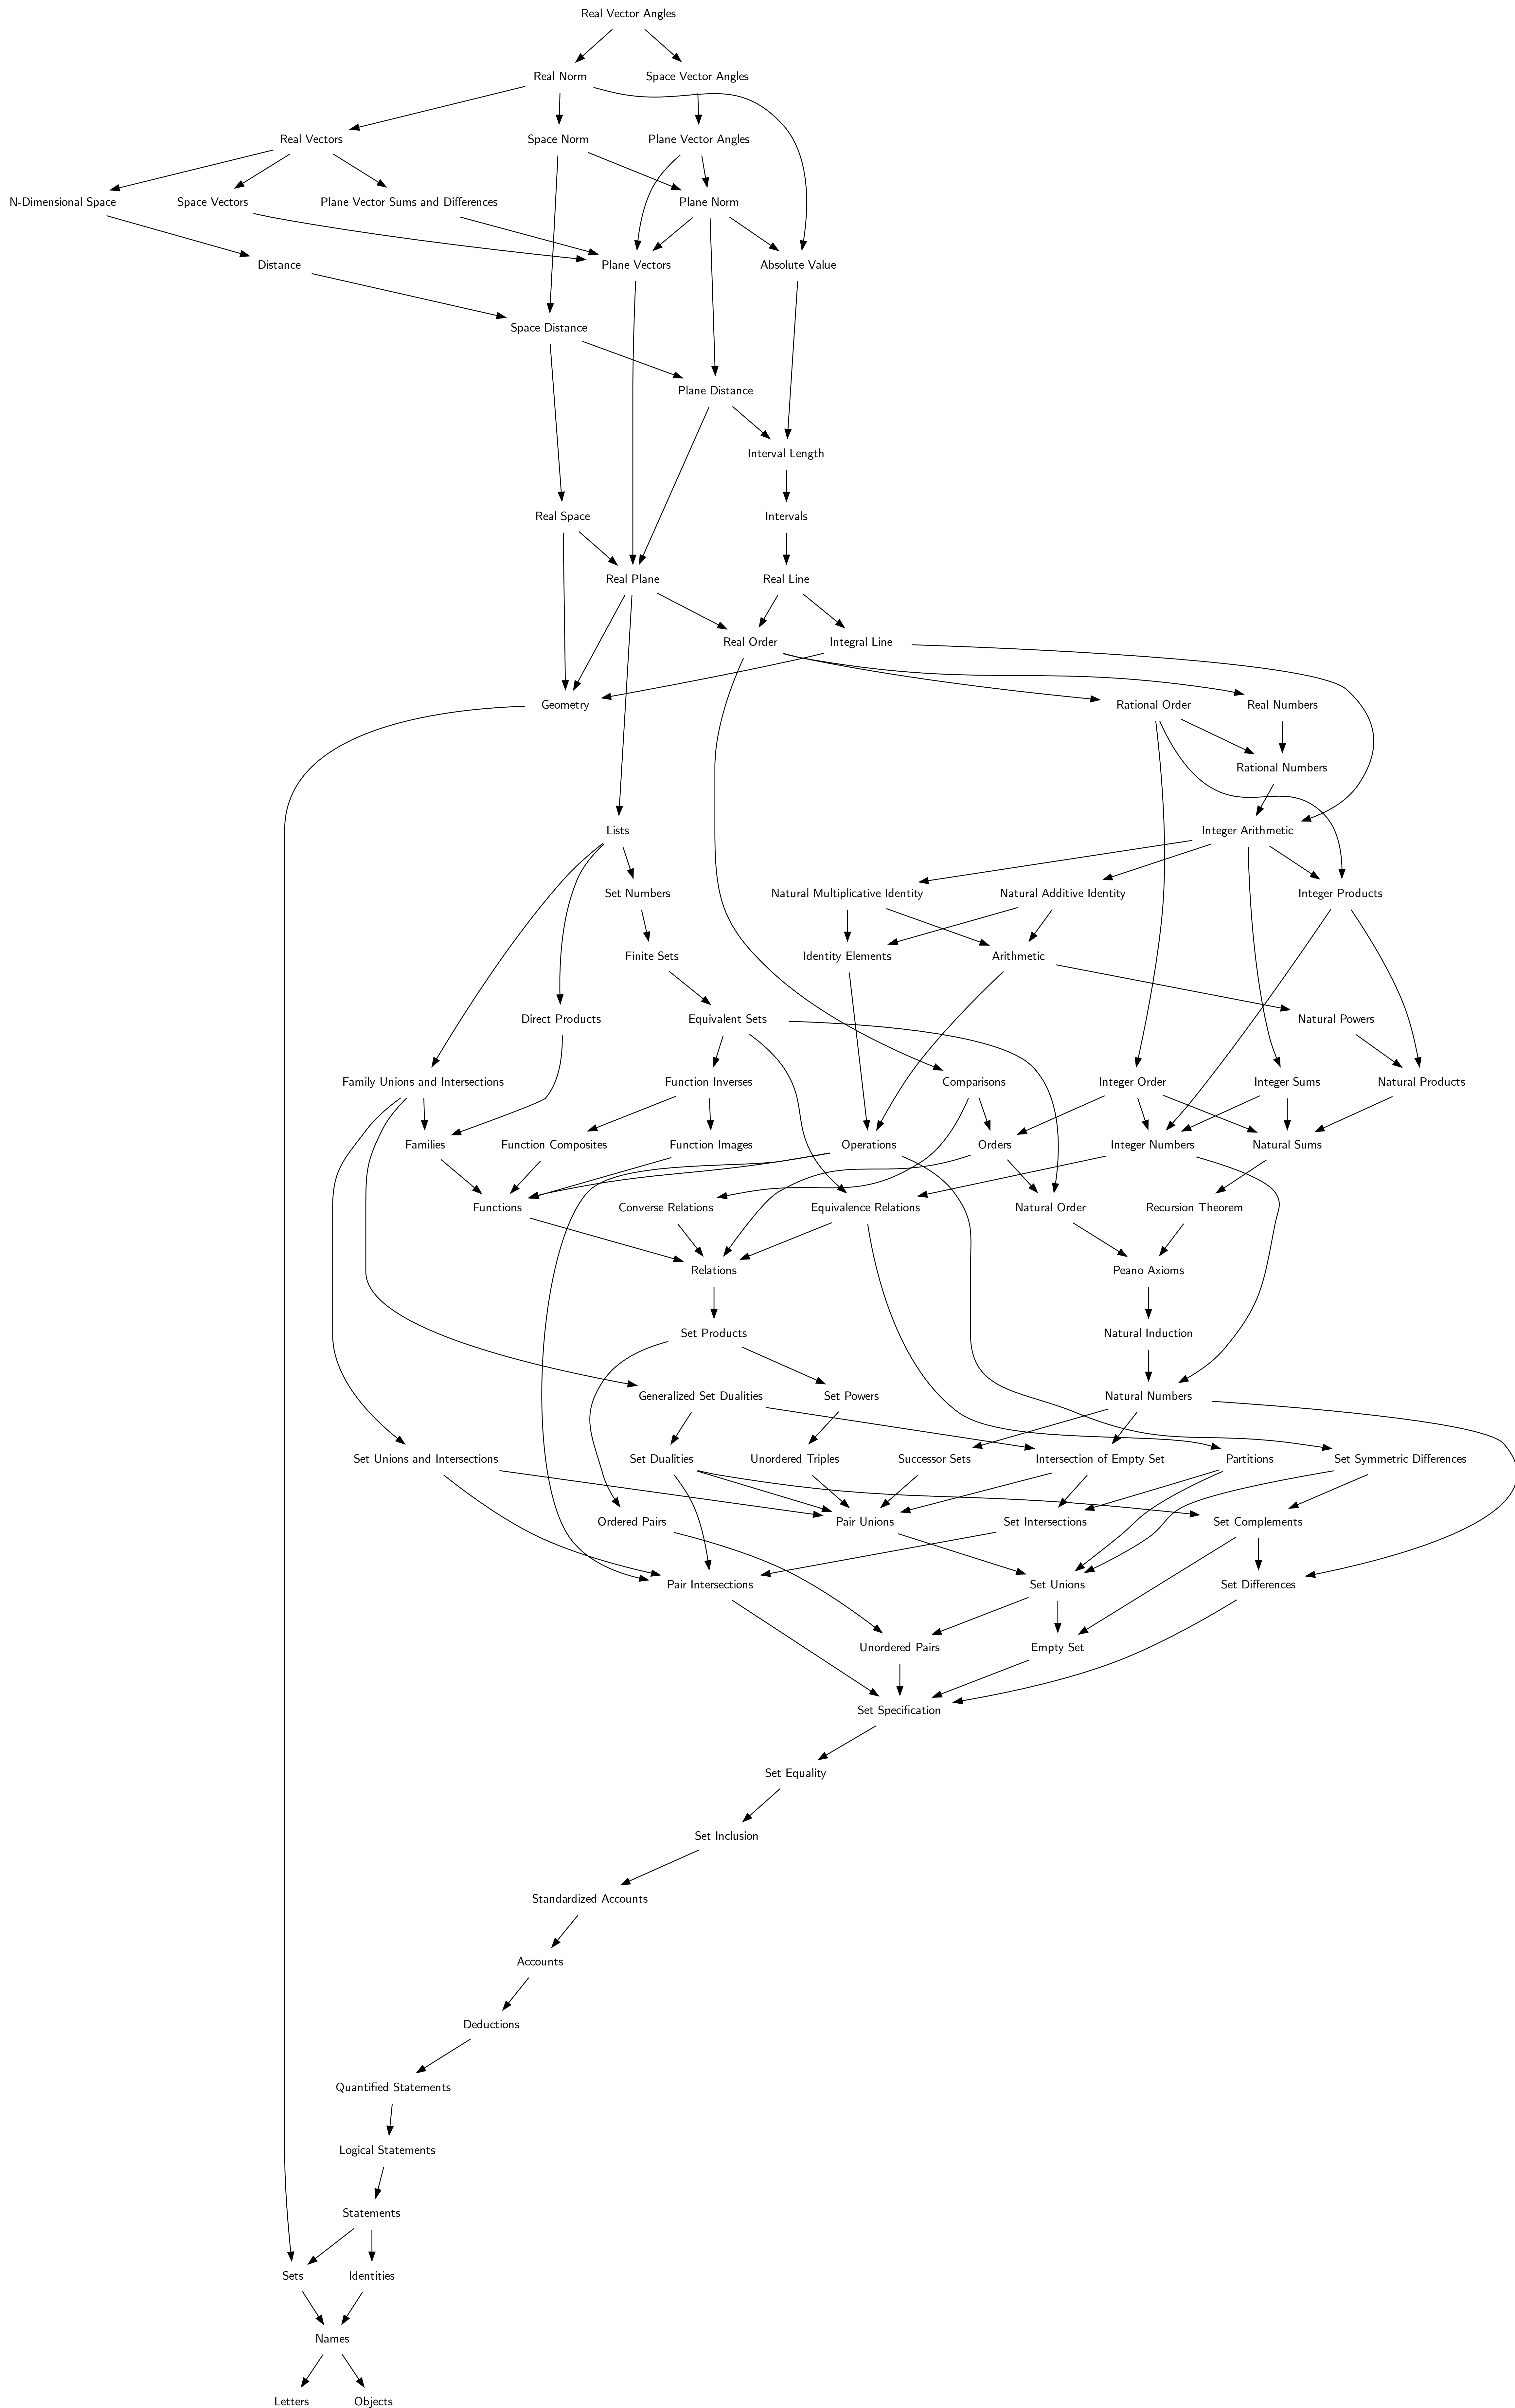 Real Vector Angles
Real Norm
Space Vector Angles
Real Vectors
Space Norm
Plane Vector Angles
N-Dimensional Space
Space Vectors
Plane Vector Sums and Differences
Plane Norm
Distance
Plane Vectors
Absolute Value
Space Distance
Plane Distance
Interval Length
Real Space
Intervals
Real Plane
Real Line
Real Order
Integral Line
Geometry
Rational Order
Real Numbers
Rational Numbers
Lists
Integer Arithmetic
Set Numbers
Natural Multiplicative Identity
Natural Additive Identity
Integer Products
Finite Sets
Identity Elements
Arithmetic
Direct Products
Equivalent Sets
Natural Powers
Family Unions and Intersections
Function Inverses
Comparisons
Integer Order
Integer Sums
Natural Products
Families
Function Composites
Function Images
Operations
Orders
Integer Numbers
Natural Sums
Functions
Converse Relations
Equivalence Relations
Natural Order
Recursion Theorem
Relations
Peano Axioms
Set Products
Natural Induction
Generalized Set Dualities
Set Powers
Natural Numbers
Set Unions and Intersections
Set Dualities
Unordered Triples
Successor Sets
Intersection of Empty Set
Partitions
Set Symmetric Differences
Ordered Pairs
Pair Unions
Set Intersections
Set Complements
Pair Intersections
Set Unions
Set Differences
Unordered Pairs
Empty Set
Set Specification
Set Equality
Set Inclusion
Standardized Accounts
Accounts
Deductions
Quantified Statements
Logical Statements
Statements
Sets
Identities
Names
Letters
Objects